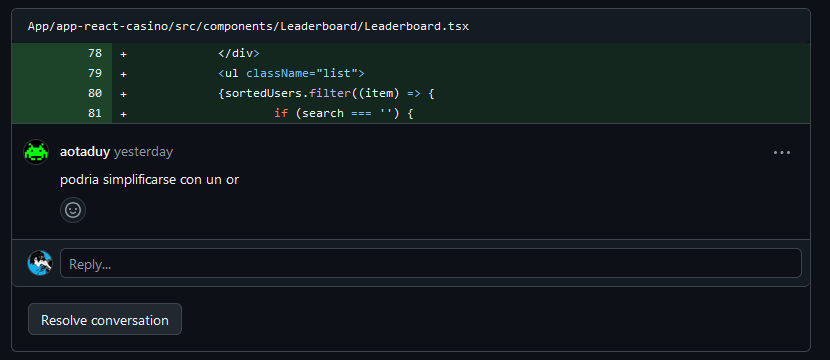 App/app-react-casino/src/components/Leaderboard/Leaderboard.tsx
78 + </div>
79 + <ul className="list">
80 + {sortedUsers.filter((item) => {
81 + if (search === '') {
aotaduy yesterday
podria simplificarse con un or
Reply...
Resolve conversation